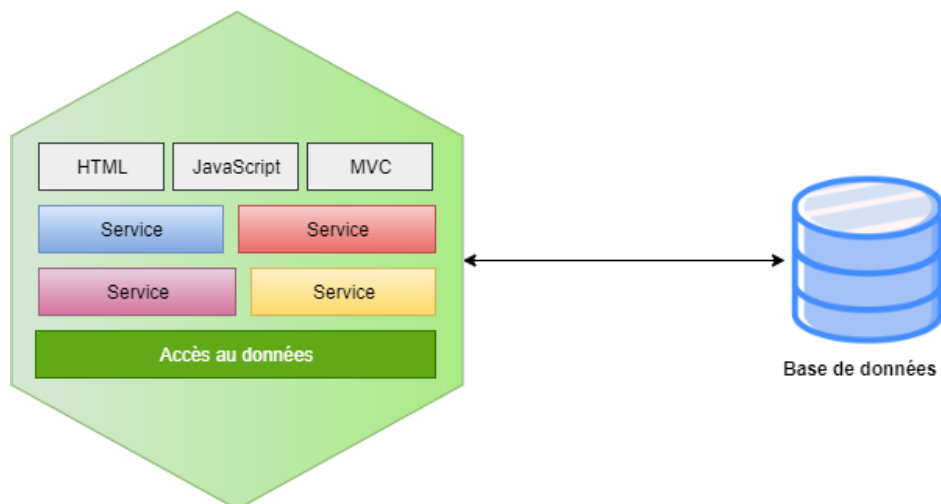 HTML
JavaScript
MVC
Service
Service
Service
Service
Accès au données
Base de données